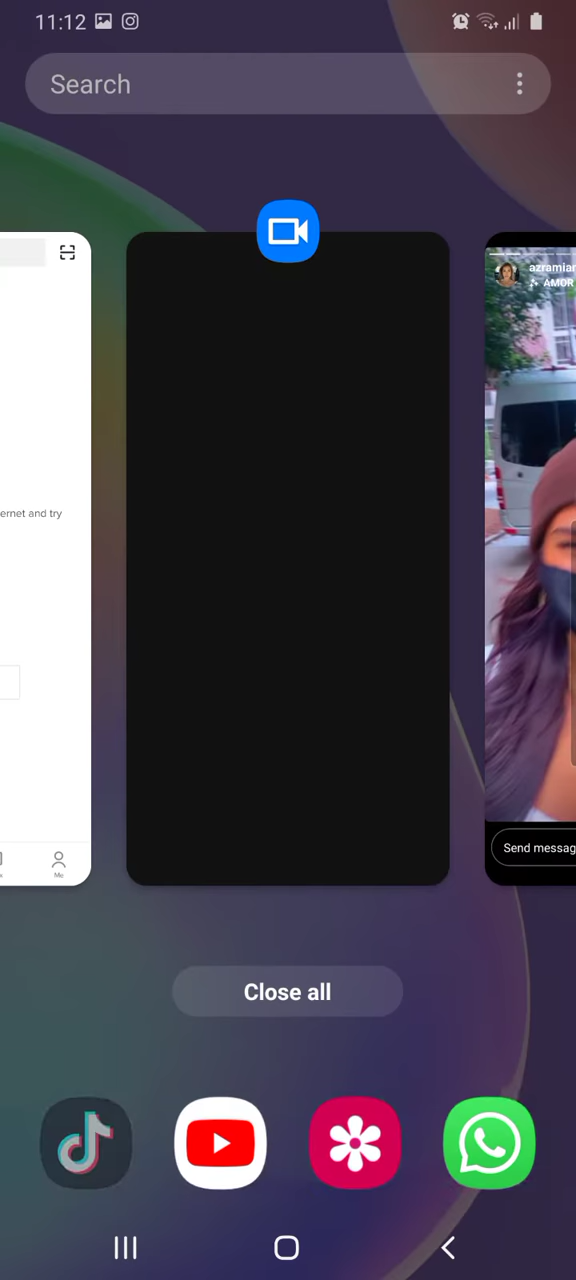 11:12
Search
azramiar
AMOR
ernet and try
Me
Send messag
Close all